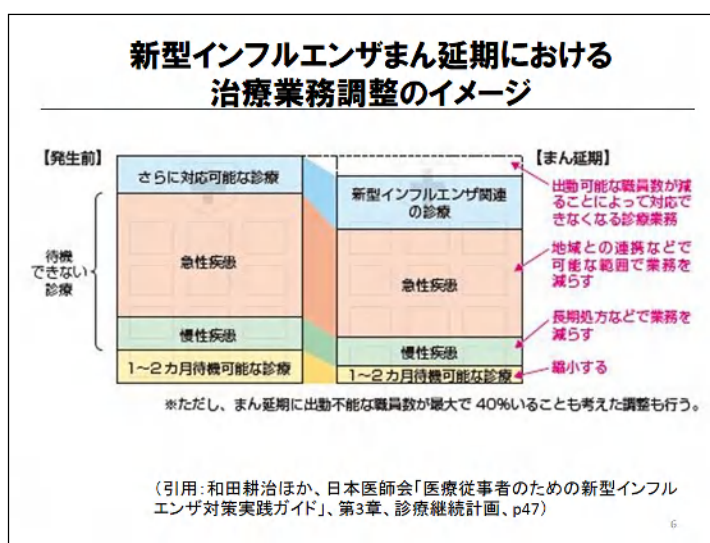 新型インフルエンザまん延期における
治療業務調整のイメージ
【発生前】
さらに対応可能な診療
待機
できない
診療
急性疾患
慢性疾患
1~2カ月待機可能な診療
新型インフルエンザ関連
の診療
急性疾患
慢性疾患
1~2カ月待機可能な診療
【まん延期】
出勤可能な職員数が減
ることによって対応で
きなくなる診療業務
地域との連携などで
可能な範囲で業務を
減らす
長期処方などで業務を
減らす
縮小する
※ただし、まん延期に出勤不能な職員数が最大で40%いることも考えた調整も行う。
(引用:和田耕治ほか、日本医師会「医療従事者のための新型インフル
エンザ対策実践ガイド」、第3章、診療継続計画、p47)
6